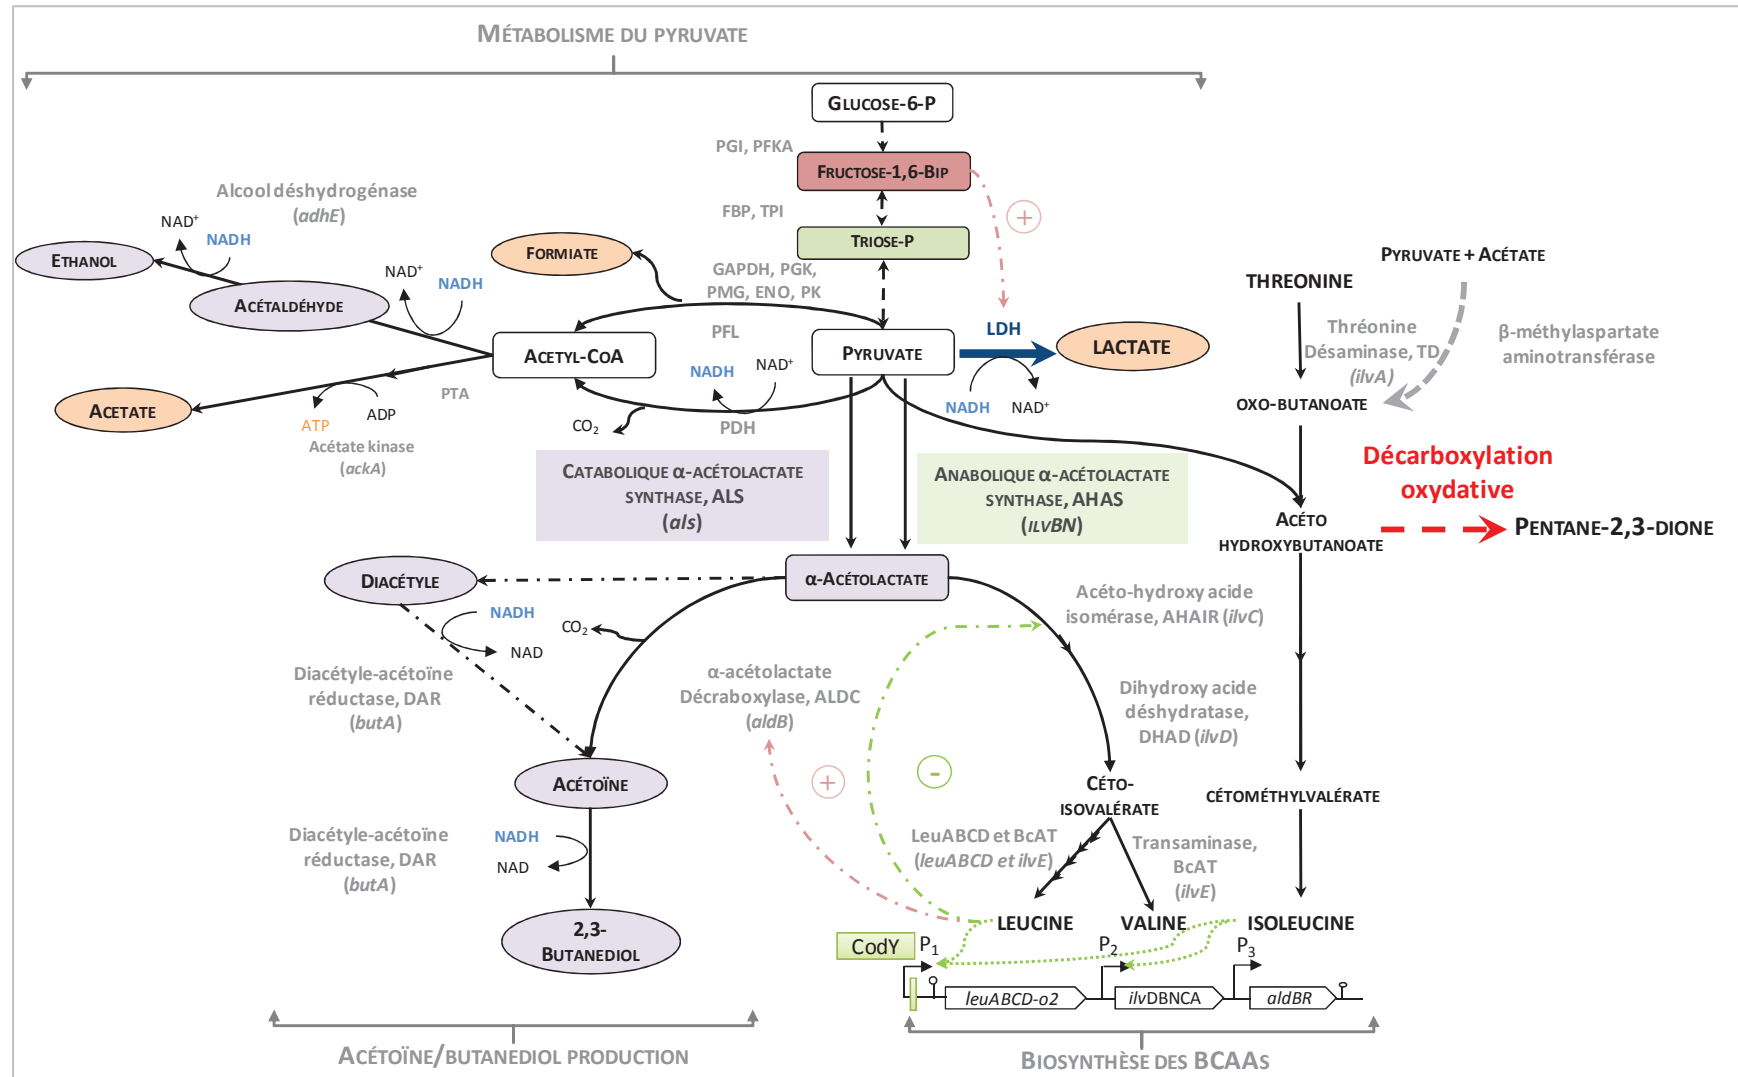 MÉTABOLISME DU PYRUVATE
GLUCOSE-6-P
PGI, PFKA
FRUCTOSE-1,6-BIP
Alcool déshydrogénase
(adhE)
FBP, TPI
+
NAD+
NADH
ETHANOL
TRIOSE-P
FORMIATE
PYRUVATE + ACÉTATE
GAPDH, PGK,
PMG, ENO, PK
THREONINE
NAD+
NADH
ACÉTALDÉHYDE
PFL
LDH
Thréonine
Désaminase, TD
(ilvA)
β-méthylaspartate
aminotransférase
ACETYL-COA
PYRUVATE
LACTATE
NADH
NAD+
PTA
NADH
NAD+
OXO-BUTANOATE
ACETATE
ATP
ADP
CO2
PDH
Acétate kinase
(ackA)
Décarboxylation
oxydative
CATABOLIQUE α-ACÉTOLACTATE
SYNTHASE, ALS
(als)
ANABOLIQUE α-ACÉTOLACTATE
SYNTHASE, AHAS
(ILVBN)
ACÉTO
HYDROXYBUTANOATE
PENTANE-2,3-DIONE
DIACÉTYLE
α-ACÉTOLACTATE
NADH
CO2
NAD
Acéto-hydroxy acide
isomérase, AHAIR (ilvC)
Diacétyle-acétoïne
réductase, DAR
(butA)
α-acétolactate
Décraboxylase, ALDC
(aldB)
Dihydroxy acide
déshydratase,
DHAD (ilvD)
ACÉTOÏNE
+
-
CÉTO-
ISOVALÉRATE
CÉTOMÉTHYLVALÉRATE
Diacétyle-acétoïne
réductase, DAR
(butA)
NADH
NAD
LeuABCD et BcAT
(leuABCD et ilvE)
Transaminase,
BcAT
(ilvE)
2,3-
BUTANEDIOL
LEUCINE
VALINE
ISOLEUCINE
CodY
P1
P2
P3
leuABCD-o2
ilvDBNCA
aldBR
ACÉTOÏNE/BUTANEDIOL PRODUCTION
BIOSYNTHÈSE DES BCAAS